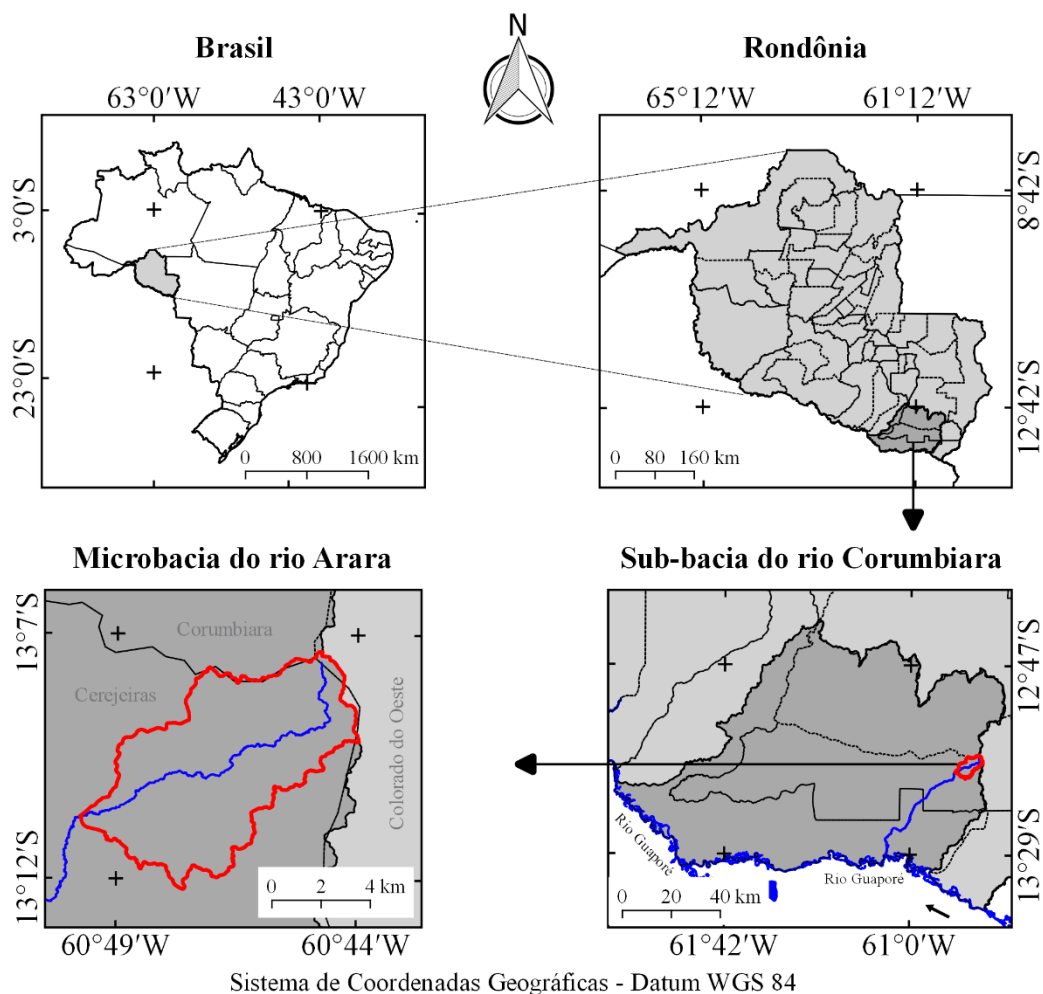 N
Brasil
63°0'W 43°0'W
3°0'S
23°0'S
0 800 1600 km
Rondônia
65°12'W 61°12'W
8°42'S
12°42'S
0 80 160 km
Microbacia do rio Arara
13°7'S
13°12'S
Corumbiara
Cerejeiras
Colorado do Oeste
0 2 4 km
60°49'W 60°44'W
Sub-bacia do rio Corumbiara
12°47'S
13°29'S
Rio Guaporé
Rio Guaporé
0 20 40 km
61°42'W 61°0'W
Sistema de Coordenadas Geográficas - Datum WGS 84